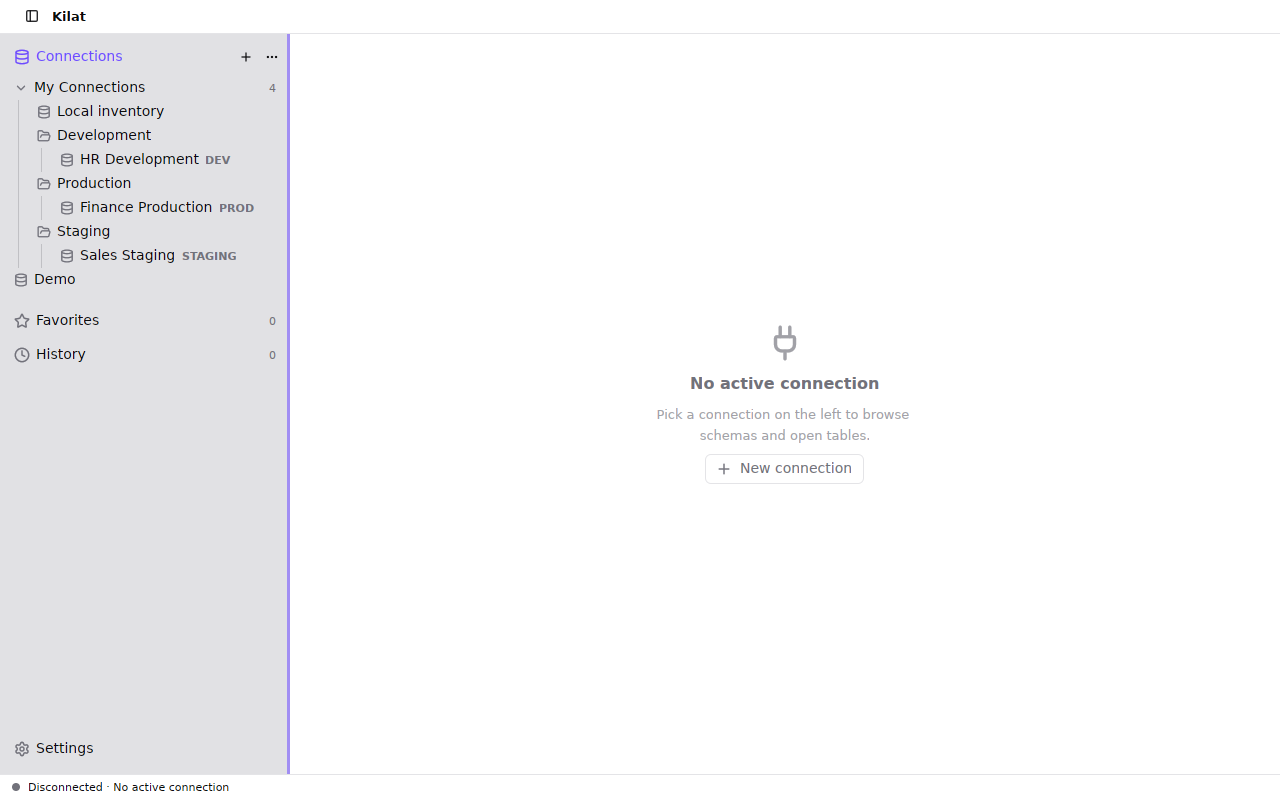 Kilat
Connections
My Connections 4
Local inventory
Development
HR Development DEV
Production
Finance Production PROD
Staging
Sales Staging STAGING
Demo
Favorites 0
History 0
No active connection
Pick a connection on the left to browse
schemas and open tables.
New connection
Settings
Disconnected · No active connection